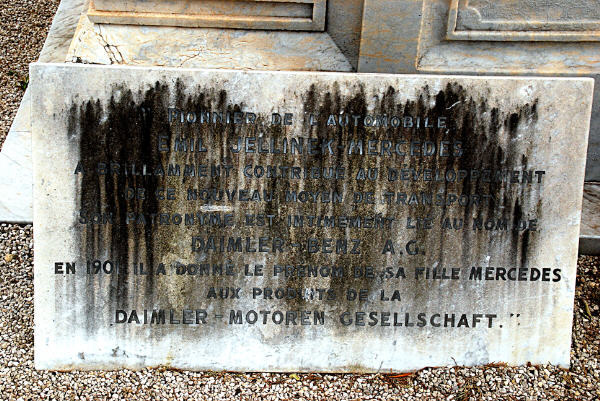 " PIONNIER DE L'AUTOMOBILE,
EMIL JELLINEK-MERCEDES
A BRILLAMMENT CONTRIBUÉ AU DÉVELOPPEMENT
DE CE NOUVEAU MOYEN DE TRANSPORT.
SON PATRONYME EST INTIMEMENT LIÉ AU NOM DE
DAIMLER-BENZ A.G.
EN 1901 IL A DONNÉ LE PRÉNOM DE SA FILLE MERCÉDES
AUX PRODUITS DE LA
DAIMLER-MOTOREN GESELLSCHAFT."